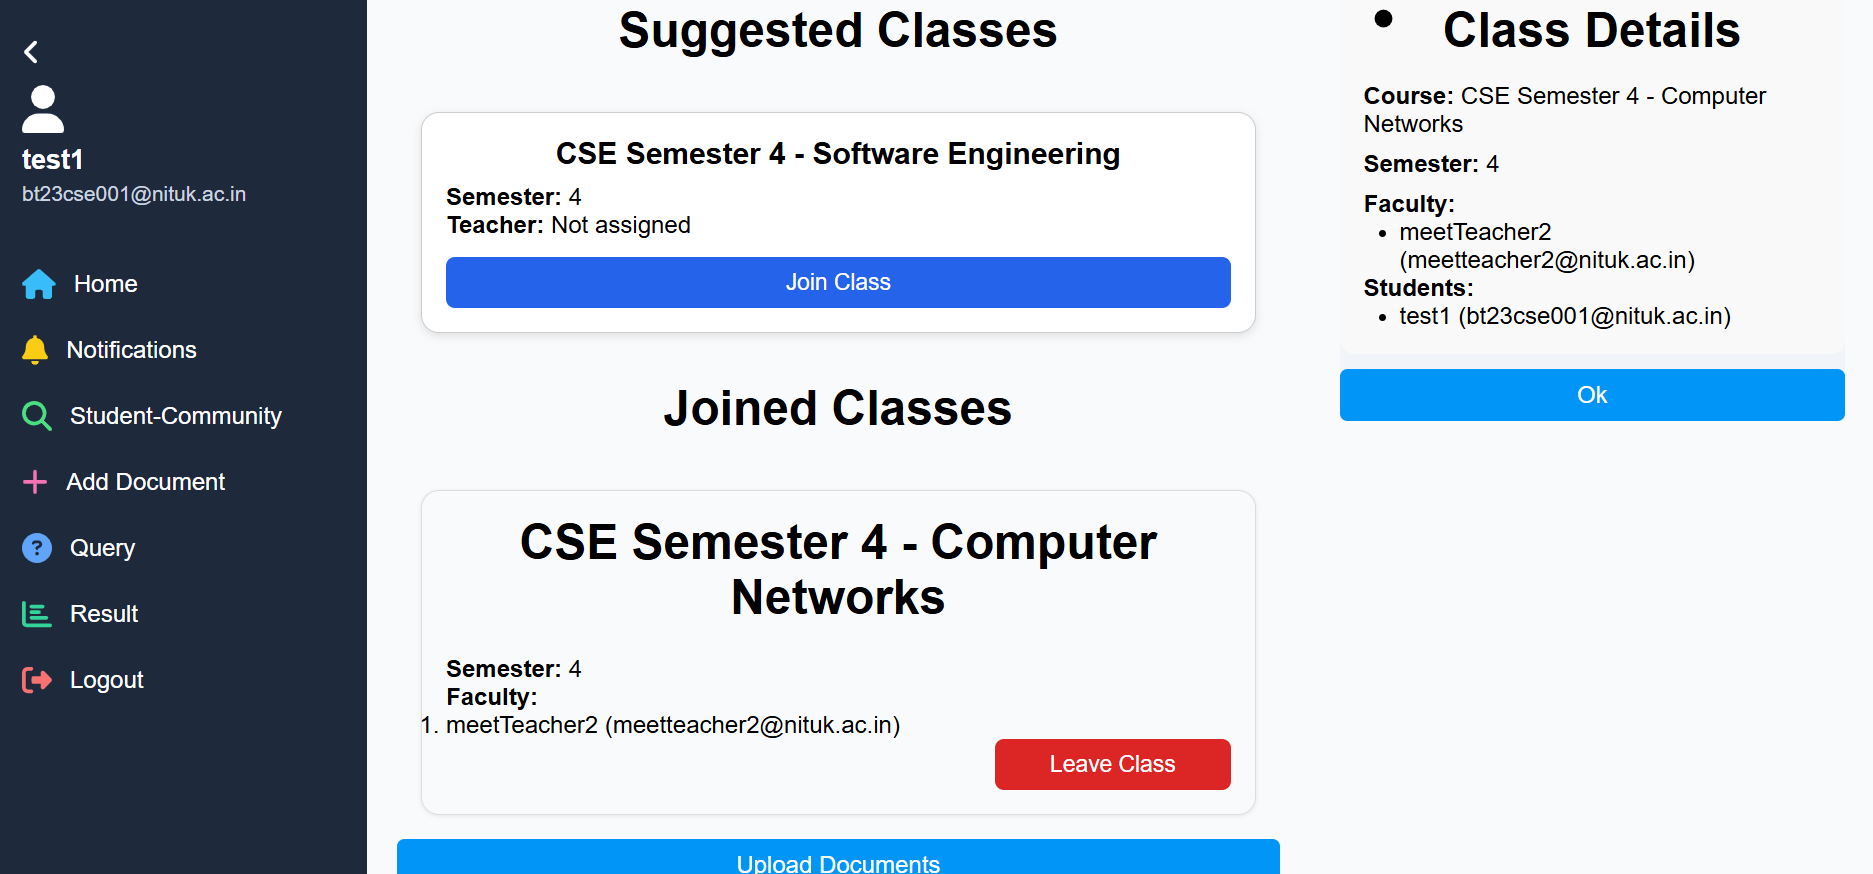 test1
bt23cse001@nituk.ac.in
Home
Notifications
Student-Community
Add Document
Query
Result
Logout
Suggested Classes
CSE Semester 4 - Software Engineering
Semester: 4
Teacher: Not assigned
Join Class
Joined Classes
CSE Semester 4 - Computer
Networks
Semester: 4
Faculty:
1. meetTeacher2 (meetteacher2@nituk.ac.in)
Leave Class
Upload Documents
• Class Details
Course: CSE Semester 4 - Computer
Networks
Semester: 4
Faculty:
• meetTeacher2
(meetteacher2@nituk.ac.in)
Students:
• test1 (bt23cse001@nituk.ac.in)
Ok